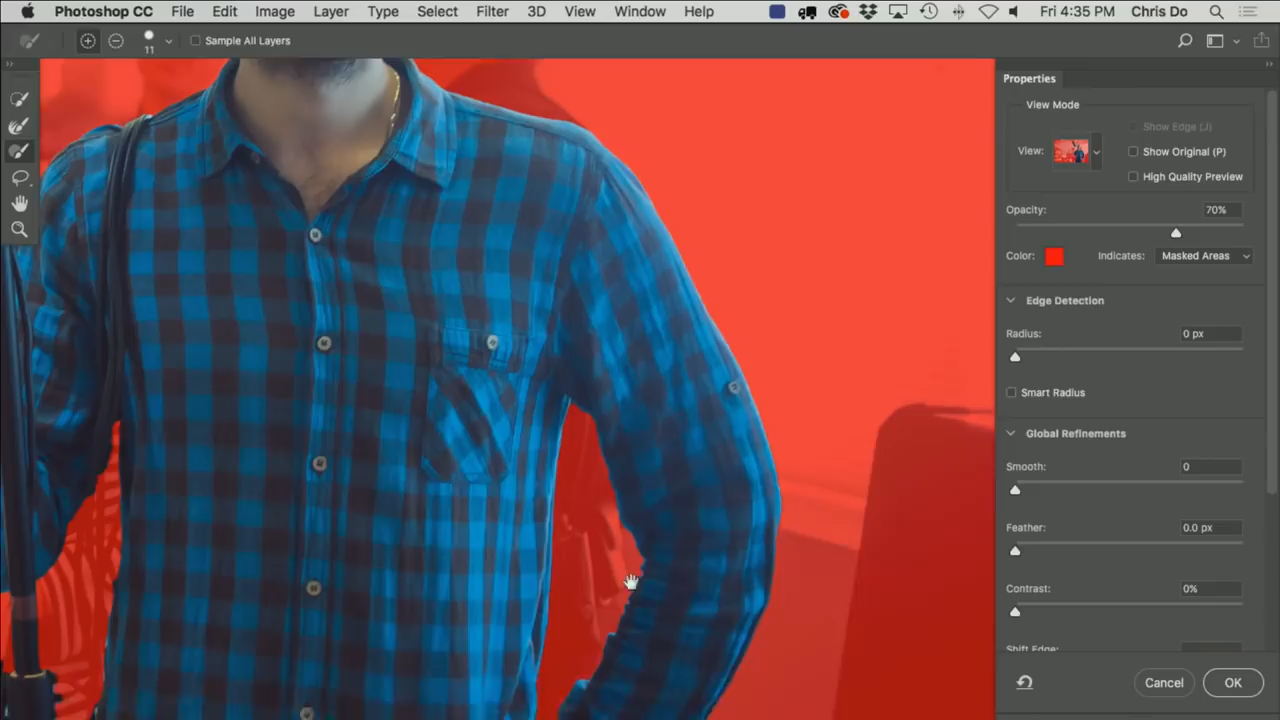 Photoshop CC File Edit Image Layer Type Select Filter 3D View Window Help Fri 4:35 PM Chris Do
11 Sample All Layers
Properties
View Mode
Show Edge (J)
View: Show Original (P)
High Quality Preview
Opacity: 70%
Color: Indicates: Masked Areas
Edge Detection
Radius: 0 px
Smart Radius
Global Refinements
Smooth: 0
Feather: 0.0 px
Contrast: 0%
Shift Edge:
Cancel OK